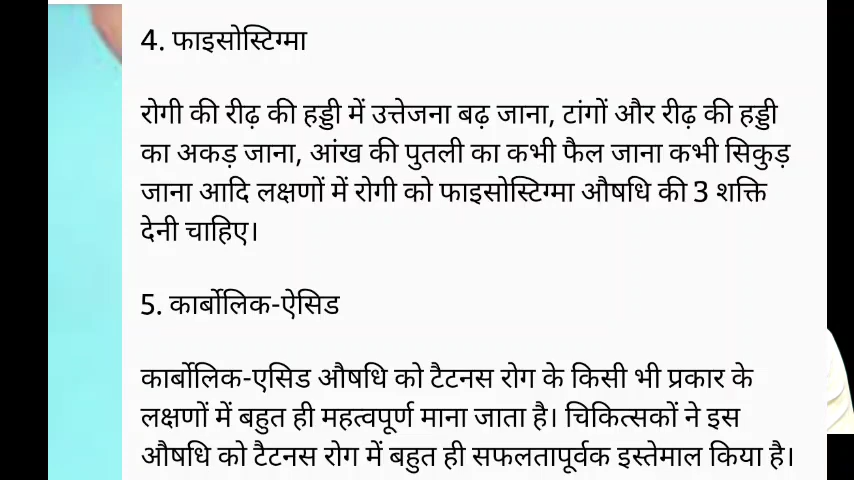 4. फाइसोस्टिग्मा
रोगी की रीढ़ की हड्डी में उत्तेजना बढ़ जाना, टांगों और रीढ़ की हड्डी
का अकड़ जाना, आंख की पुतली का कभी फैल जाना कभी सिकुड़
जाना आदि लक्षणों में रोगी को फाइसोस्टिग्मा औषधि की 3 शक्ति
देनी चाहिए।
5. कार्बोलिक-ऐसिड
कार्बोलिक-एसिड औषधि को टैटनस रोग के किसी भी प्रकार के
लक्षणों में बहुत ही महत्वपूर्ण माना जाता है। चिकित्सकों ने इस
औषधि को टैटनस रोग में बहुत ही सफलतापूर्वक इस्तेमाल किया है।